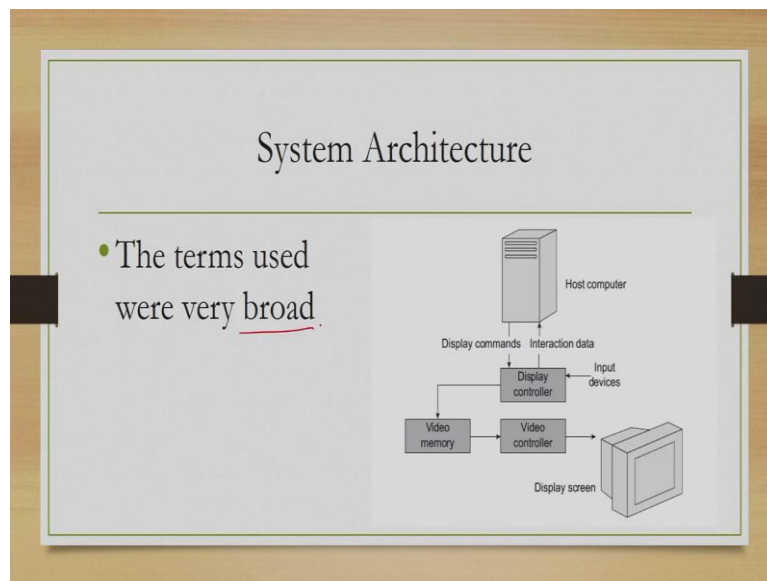 System Architecture
• The terms used
were very broad
Host computer
Display commands Interaction data
Input
devices
Display
controller
Video
memory
Video
controller
Display screen